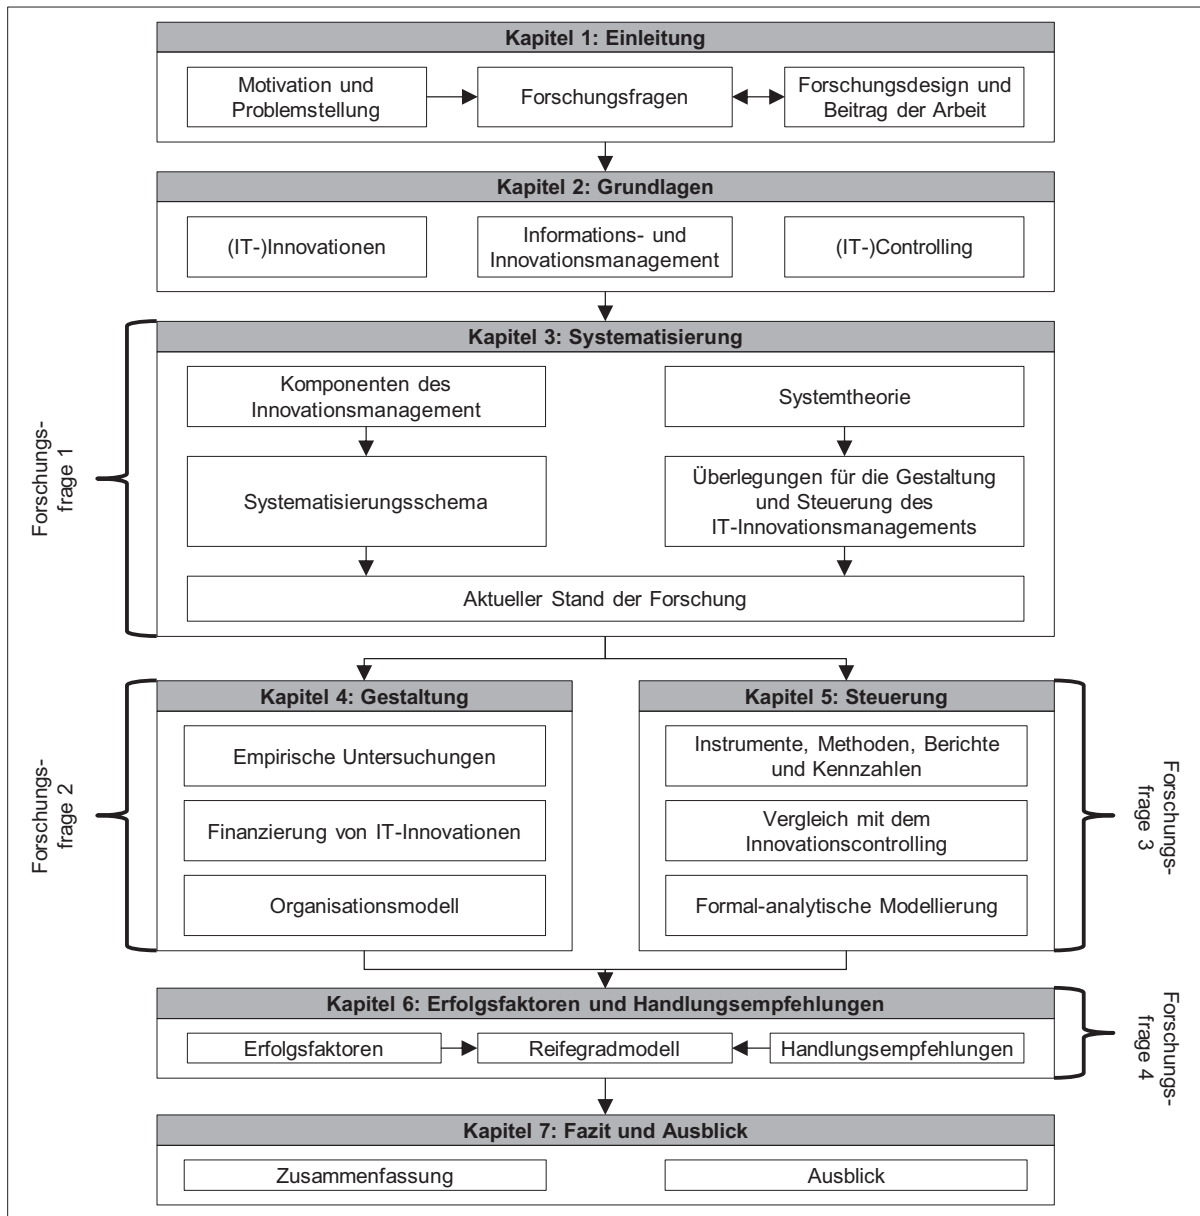 Kapitel 1: Einleitung
Motivation und
Problemstellung
Forschungsfragen
Forschungsdesign und
Beitrag der Arbeit
Kapitel 2: Grundlagen
(IT-)Innovationen
Informations- und
Innovationsmanagement
(IT-)Controlling
Forschungs-
frage 1
Kapitel 3: Systematisierung
Komponenten des
Innovationsmanagement
Systemtheorie
Systematisierungsschema
Überlegungen für die Gestaltung
und Steuerung des
IT-Innovationsmanagements
Aktueller Stand der Forschung
Forschungs-
frage 2
Kapitel 4: Gestaltung
Empirische Untersuchungen
Finanzierung von IT-Innovationen
Organisationsmodell
Kapitel 5: Steuerung
Instrumente, Methoden, Berichte
und Kennzahlen
Vergleich mit dem
Innovationscontrolling
Formal-analytische Modellierung
Forschungs-
frage 3
Kapitel 6: Erfolgsfaktoren und Handlungsempfehlungen
Erfolgsfaktoren
Reifegradmodell
Handlungsempfehlungen
Forschungs-
frage 4
Kapitel 7: Fazit und Ausblick
Zusammenfassung
Ausblick